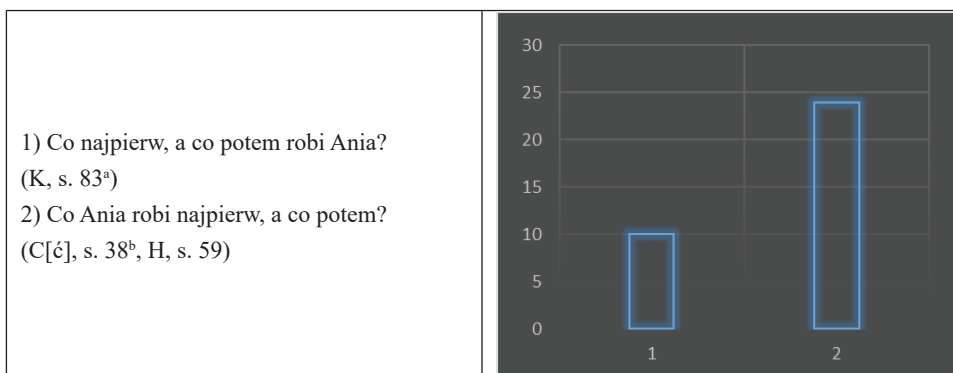 1) Co najpierw, a co potem robi Ania?
(K, s. 83ᵃ)
2) Co Ania robi najpierw, a co potem?
(C[ć], s. 38ᵇ, H, s. 59)
30
25
20
15
10
5
0
1 2